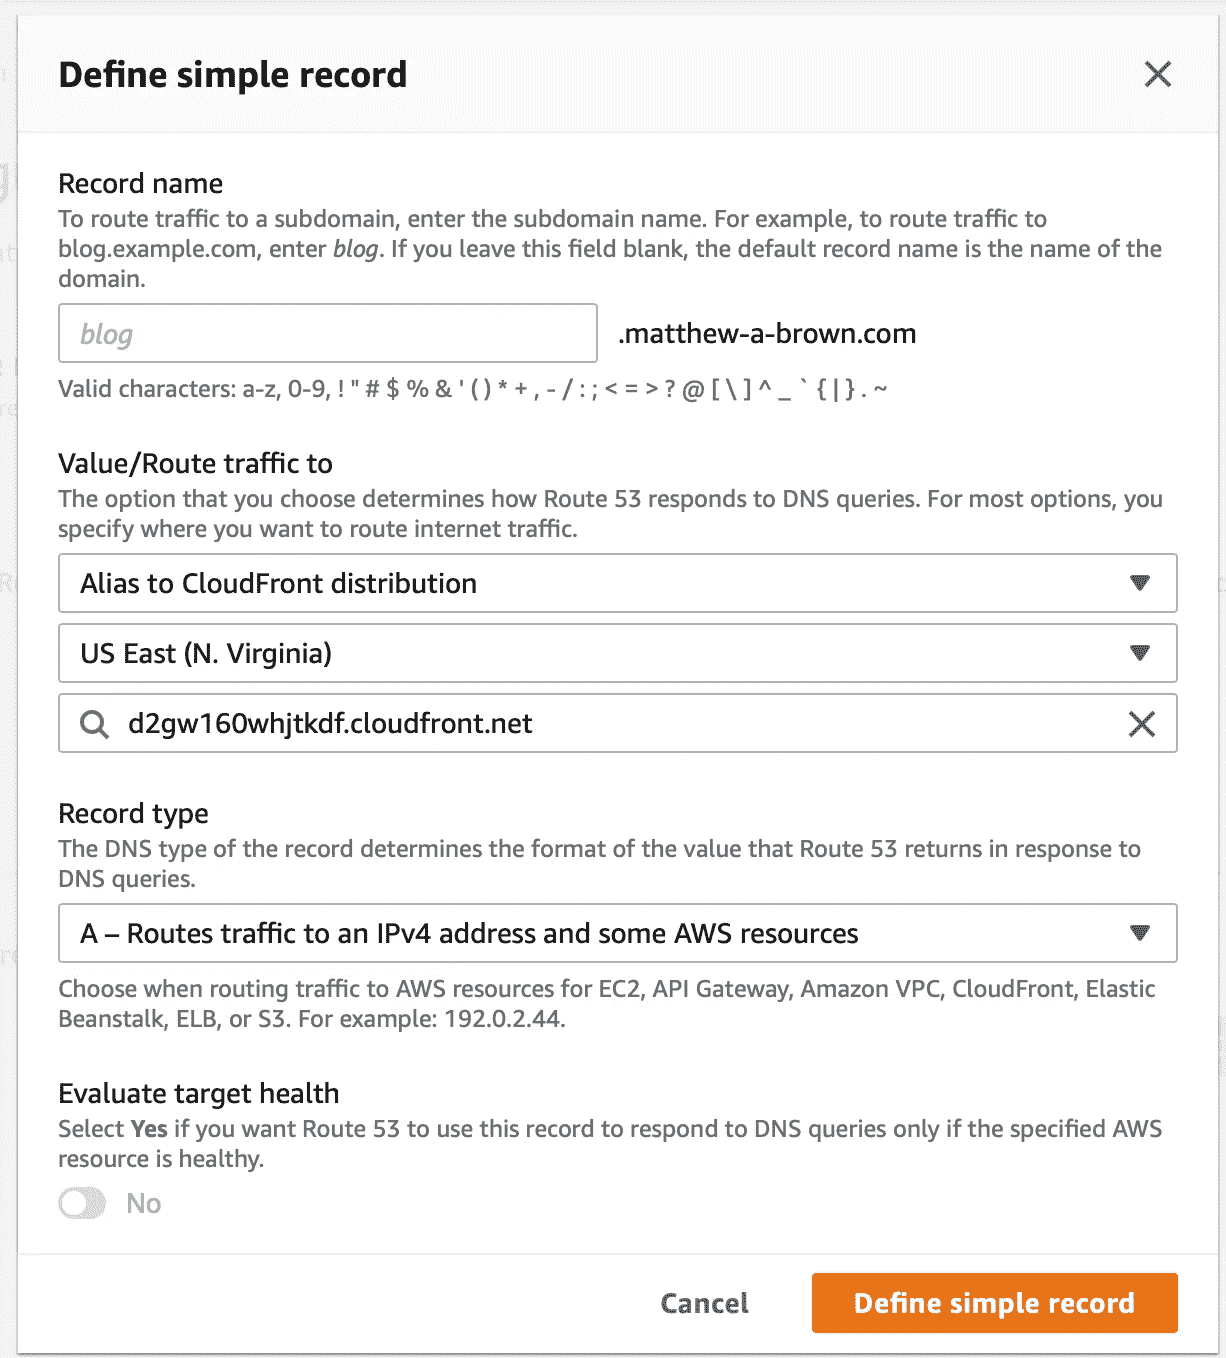 Define simple record
Record name
To route traffic to a subdomain, enter the subdomain name. For example, to route traffic to
blog.example.com, enter blog. If you leave this field blank, the default record name is the name of the
domain.
blog .matthew-a-brown.com
Valid characters: a-z, 0-9, ! " # $ % & ' ( ) * + , - / : ; < = > ? @ [ \ ] ^ _ ` { | } . ~
Value/Route traffic to
The option that you choose determines how Route 53 responds to DNS queries. For most options, you
specify where you want to route internet traffic.
Alias to CloudFront distribution
US East (N. Virginia)
d2gw160whjtkdf.cloudfront.net
Record type
The DNS type of the record determines the format of the value that Route 53 returns in response to
DNS queries.
A – Routes traffic to an IPv4 address and some AWS resources
Choose when routing traffic to AWS resources for EC2, API Gateway, Amazon VPC, CloudFront, Elastic
Beanstalk, ELB, or S3. For example: 192.0.2.44.
Evaluate target health
Select Yes if you want Route 53 to use this record to respond to DNS queries only if the specified AWS
resource is healthy.
No
Cancel Define simple record